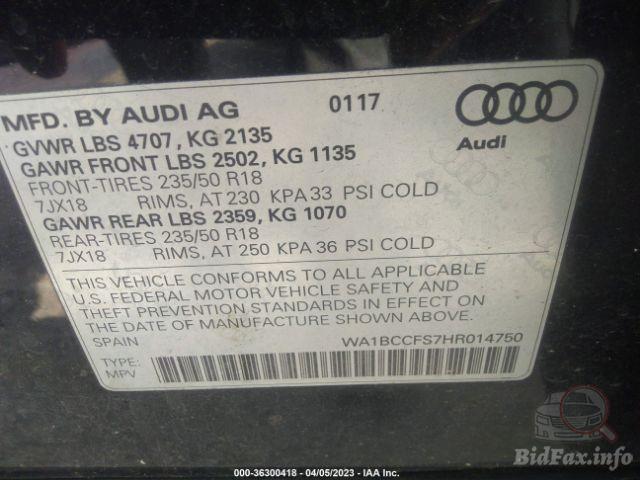 MFD. BY AUDI AG 0117
GVWR LBS 4707, KG 2135
GAWR FRONT LBS 2502, KG 1135
Audi
FRONT-TIRES 235/50 R18
7JX18 RIMS, AT 230 KPA 33 PSI COLD
GAWR REAR LBS 2359, KG 1070
REAR-TIRES 235/50 R18
7JX18 RIMS, AT 250 KPA 36 PSI COLD
THIS VEHICLE CONFORMS TO ALL APPLICABLE
U.S. FEDERAL MOTOR VEHICLE SAFETY AND
THEFT PREVENTION STANDARDS IN EFFECT ON
THE DATE OF MANUFACTURE SHOWN ABOVE.
SPAIN WA1BCCFS7HR014750
TYPE:
MPV
BidFax.info
000-36300418 - 04/05/2023 - IAA Inc.